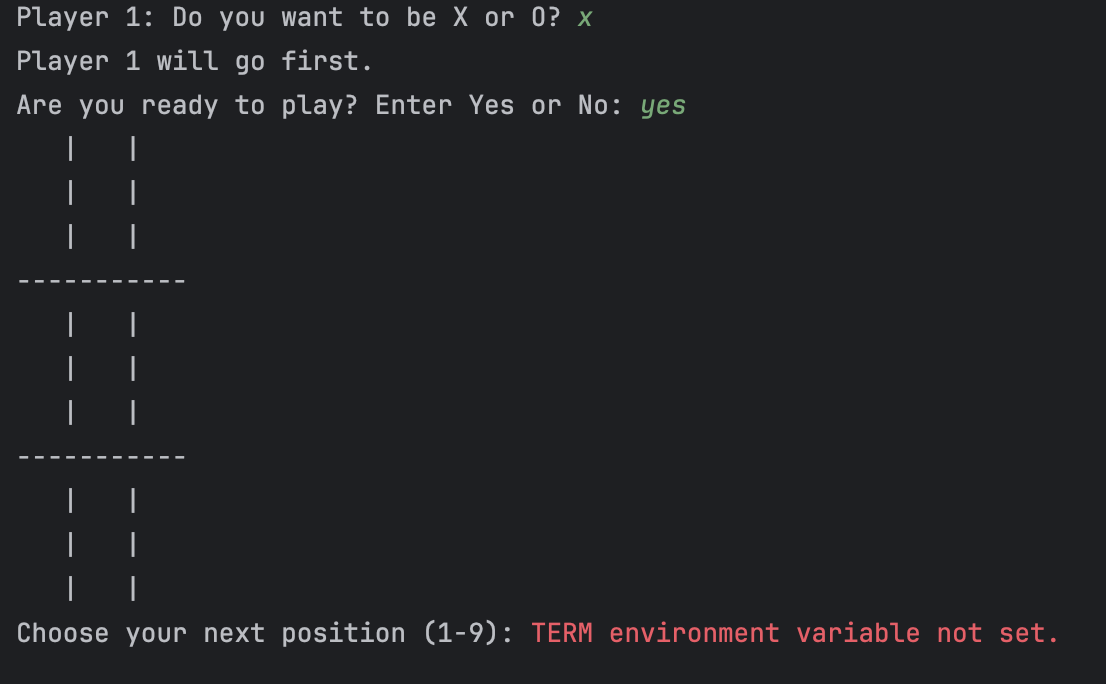 Player 1: Do you want to be X or O? x
Player 1 will go first.
Are you ready to play? Enter Yes or No: yes
   |   |
   |   |
   |   |
-----------
   |   |
   |   |
   |   |
-----------
   |   |
   |   |
   |   |
Choose your next position (1-9): TERM environment variable not set.